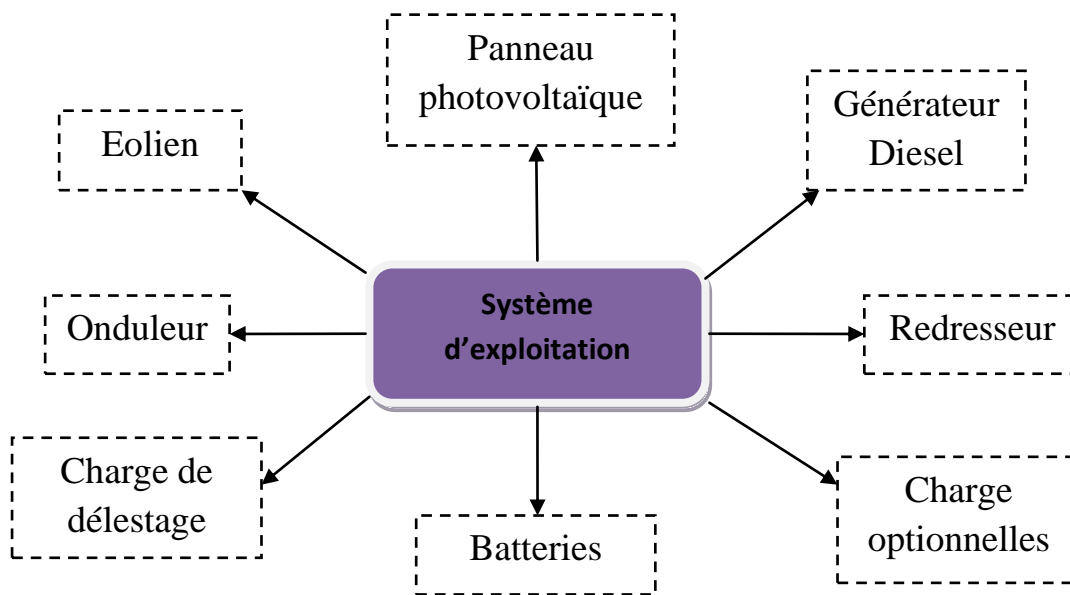 Panneau
photovoltaïque
Générateur
Diesel
Eolien
Système
d’exploitation
Onduleur
Redresseur
Charge de
délestage
Batteries
Charge
optionnelles